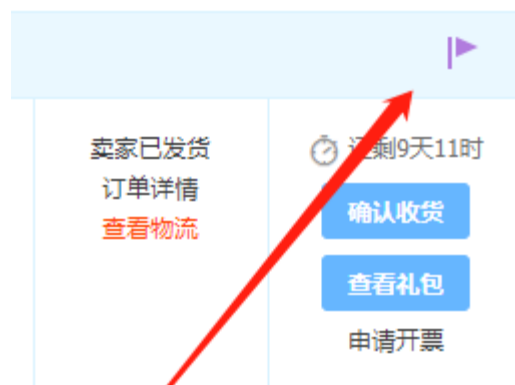 卖家已发货
订单详情
查看物流
还剩9天11时
确认收货
查看礼包
申请开票